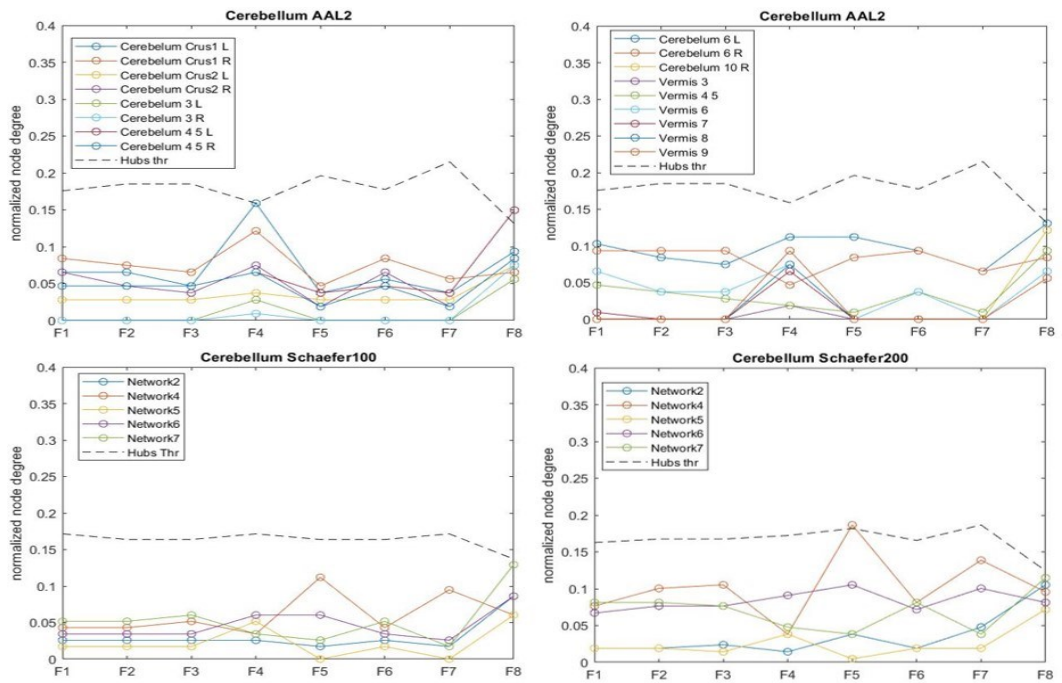 Cerebellum AAL2
normalized node degree
0.4
0.35
0.3
0.25
0.2
0.15
0.1
0.05
0
Cerebelum Crus1 L
Cerebelum Crus1 R
Cerebelum Crus2 L
Cerebelum Crus2 R
Cerebelum 3 L
Cerebelum 3 R
Cerebelum 4 5 L
Cerebelum 4 5 R
Hubs thr
F1 F2 F3 F4 F5 F6 F7 F8
Cerebellum AAL2
normalized node degree
0.4
0.35
0.3
0.25
0.2
0.15
0.1
0.05
0
Cerebelum 6 L
Cerebelum 6 R
Cerebelum 10 R
Vermis 3
Vermis 4 5
Vermis 6
Vermis 7
Vermis 8
Vermis 9
Hubs thr
F1 F2 F3 F4 F5 F6 F7 F8
Cerebellum Schaefer100
normalized node degree
0.4
0.35
0.3
0.25
0.2
0.15
0.1
0.05
0
Network2
Network4
Network5
Network6
Network7
Hubs Thr
F1 F2 F3 F4 F5 F6 F7 F8
Cerebellum Schaefer200
normalized node degree
0.4
0.35
0.3
0.25
0.2
0.15
0.1
0.05
0
Network2
Network4
Network5
Network6
Network7
Hubs thr
F1 F2 F3 F4 F5 F6 F7 F8